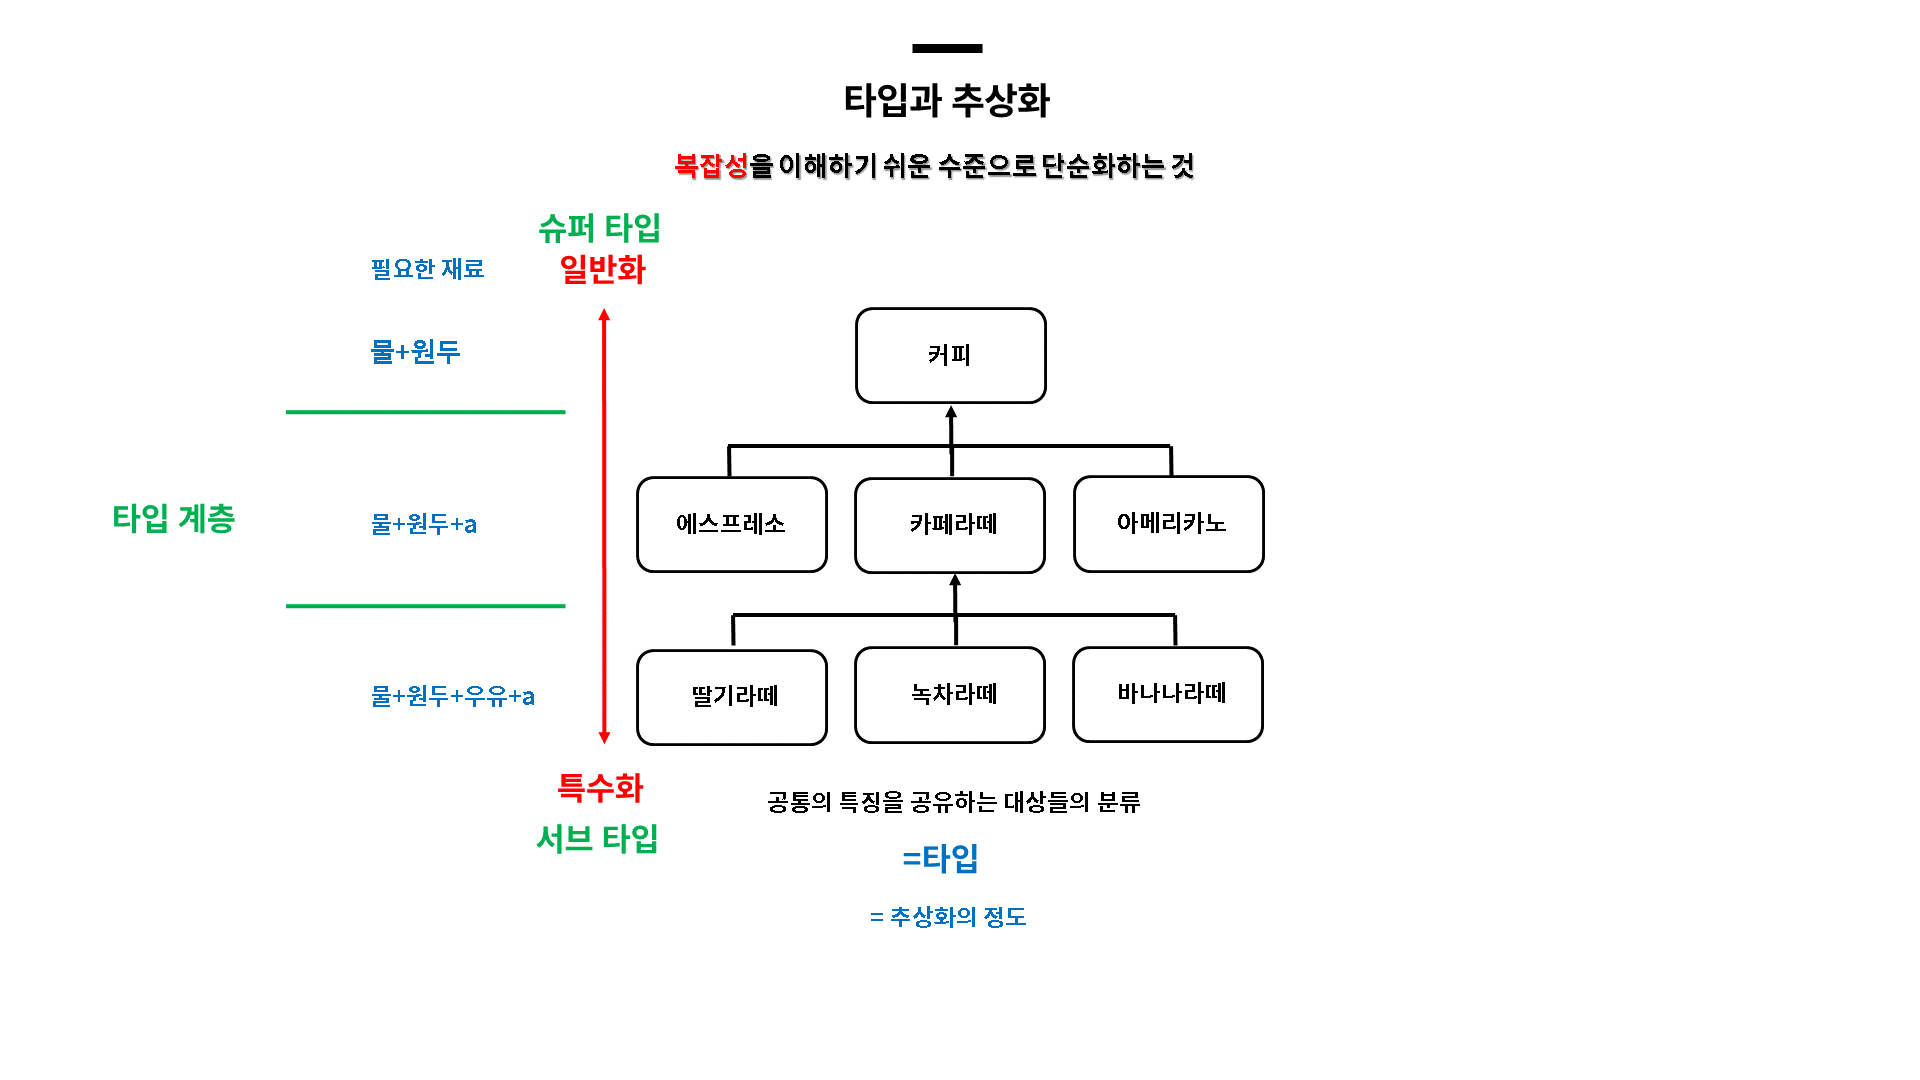 타입과 추상화
복잡성을 이해하기 쉬운 수준으로 단순화하는 것
슈퍼 타입
일반화
필요한 재료
물+원두
커피
타입 계층
물+원두+a
에스프레소
카페라떼
아메리카노
물+원두+우유+a
딸기라떼
녹차라떼
바나나라떼
특수화
서브 타입
공통의 특징을 공유하는 대상들의 분류
=타입
= 추상화의 정도